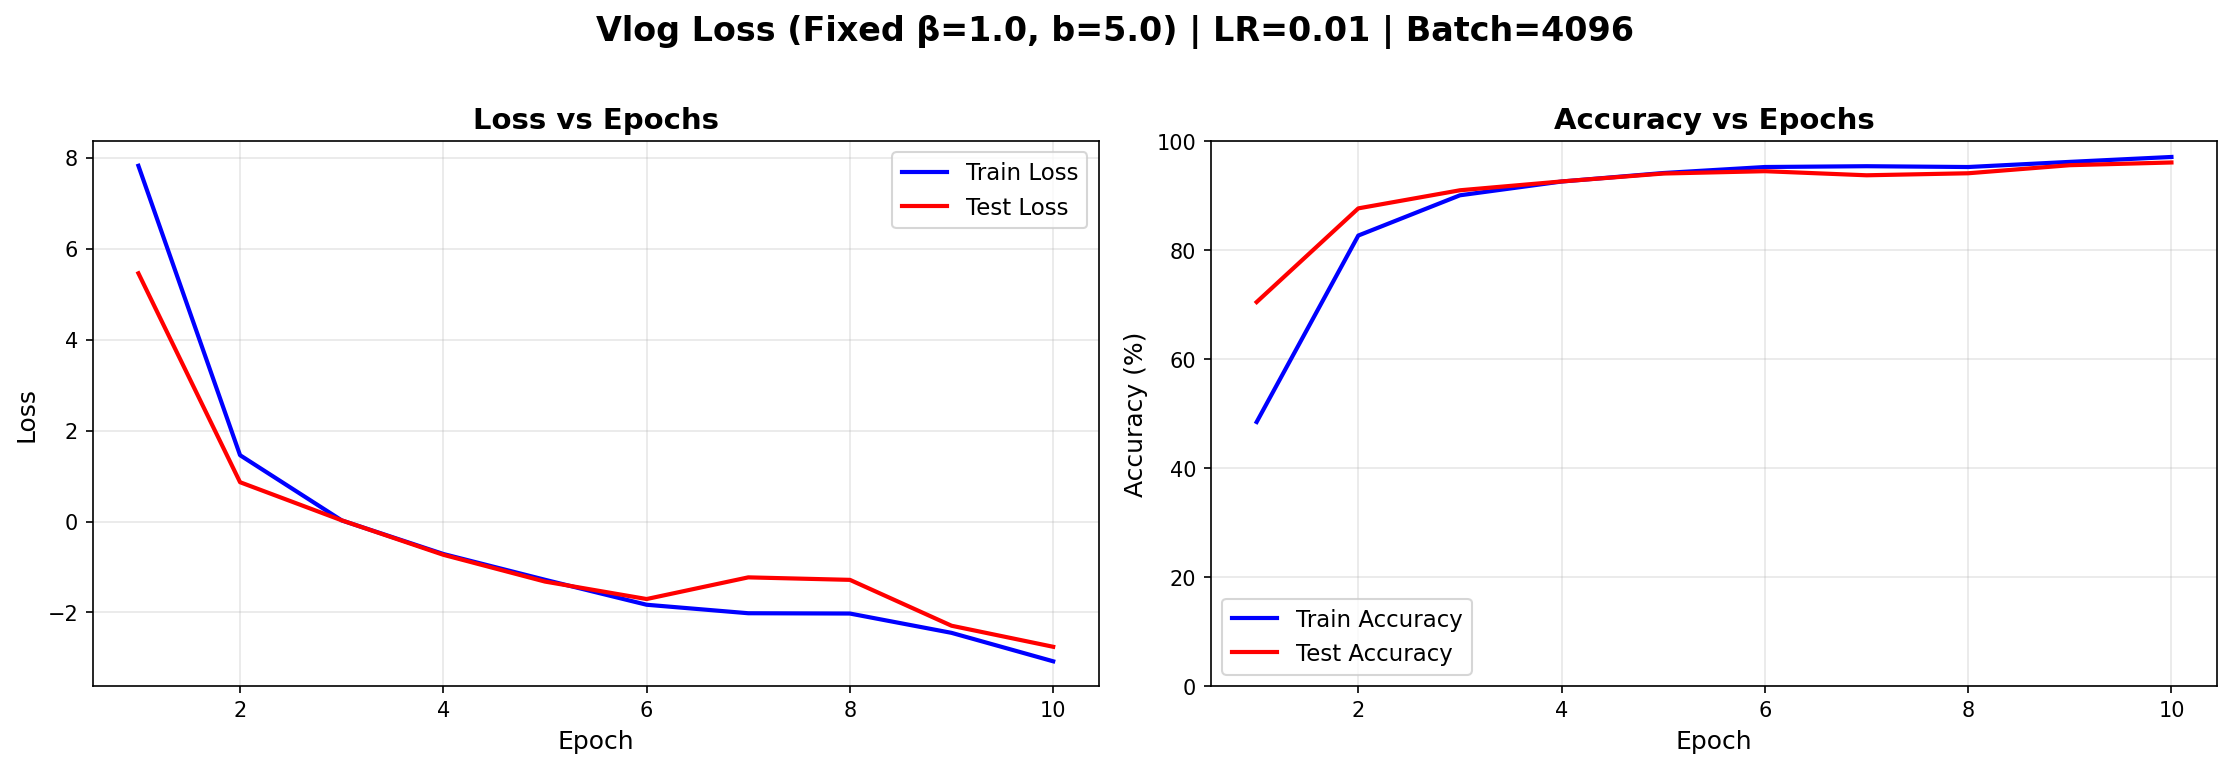 Vlog Loss (Fixed β=1.0, b=5.0) | LR=0.01 | Batch=4096
Loss vs Epochs
8
6
4
2
0
−2
Loss
2
4
6
8
10
Epoch
Train Loss
Test Loss
Accuracy vs Epochs
100
80
60
40
20
0
Accuracy (%)
2
4
6
8
10
Epoch
Train Accuracy
Test Accuracy